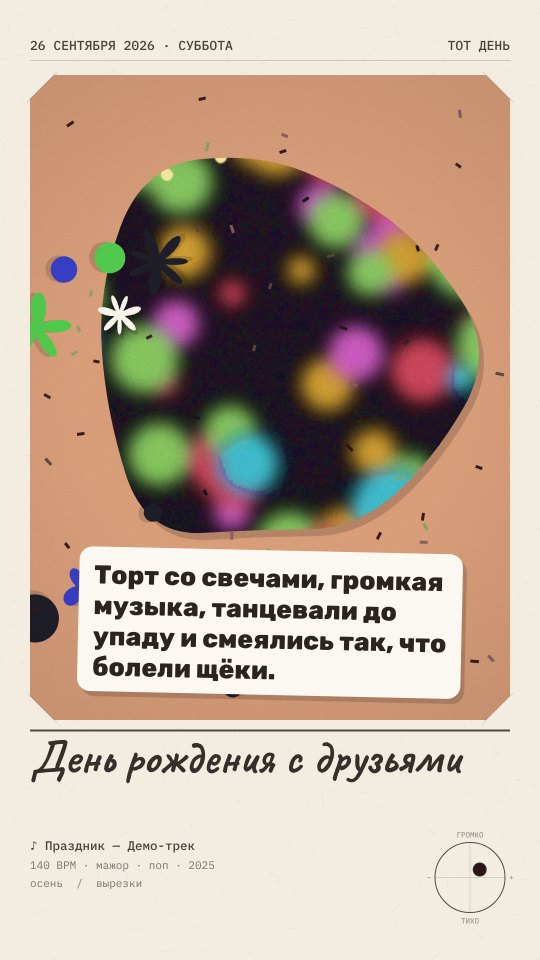 26 СЕНТЯБРЯ 2026 · СУББОТА
ТОТ ДЕНЬ
Торт со свечами, громкая
музыка, танцевали до
упаду и смеялись так, что
болели щёки.
День рождения с друзьями
♪ Праздник — Демо-трек
140 BPM · мажор · поп · 2025
осень / вырезки
ГРОМКО
− +
ТИХО